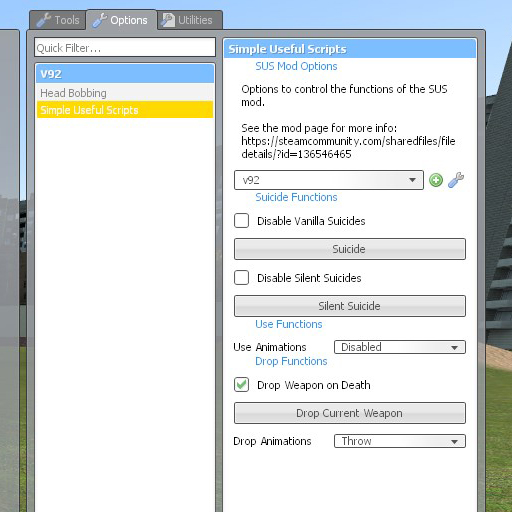 Tools
Options
Utilities
Quick Filter...
V92
Head Bobbing
Simple Useful Scripts
Simple Useful Scripts
SUS Mod Options
Options to control the functions of the SUS
mod.
See the mod page for more info:
https://steamcommunity.com/sharedfiles/file
details/?id=136546465
v92
Suicide Functions
Disable Vanilla Suicides
Suicide
Disable Silent Suicides
Silent Suicide
Use Functions
Use Animations
Disabled
Drop Functions
Drop Weapon on Death
Drop Current Weapon
Drop Animations
Throw